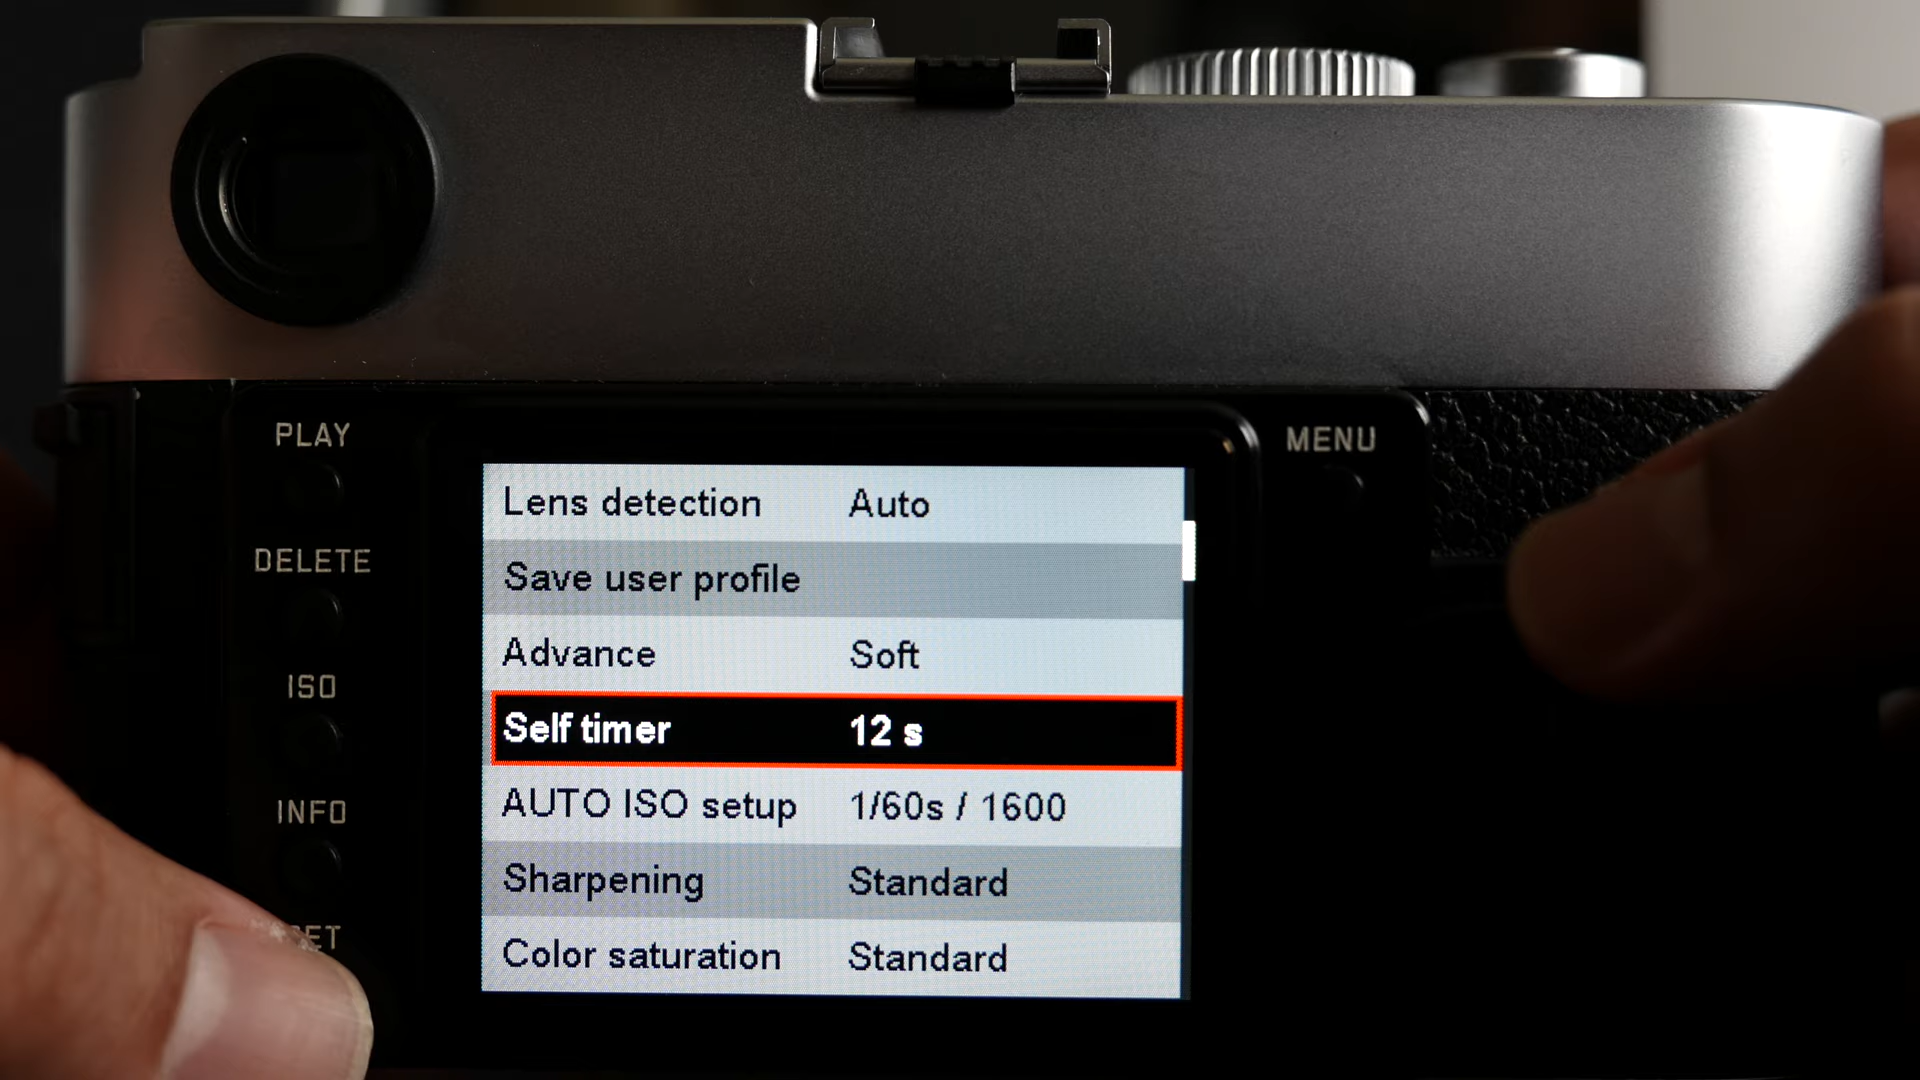 PLAY
MENU
DELETE
ISO
INFO
Lens detection Auto
Save user profile
Advance Soft
Self timer 12 s
AUTO ISO setup 1/60s / 1600
Sharpening Standard
Color saturation Standard